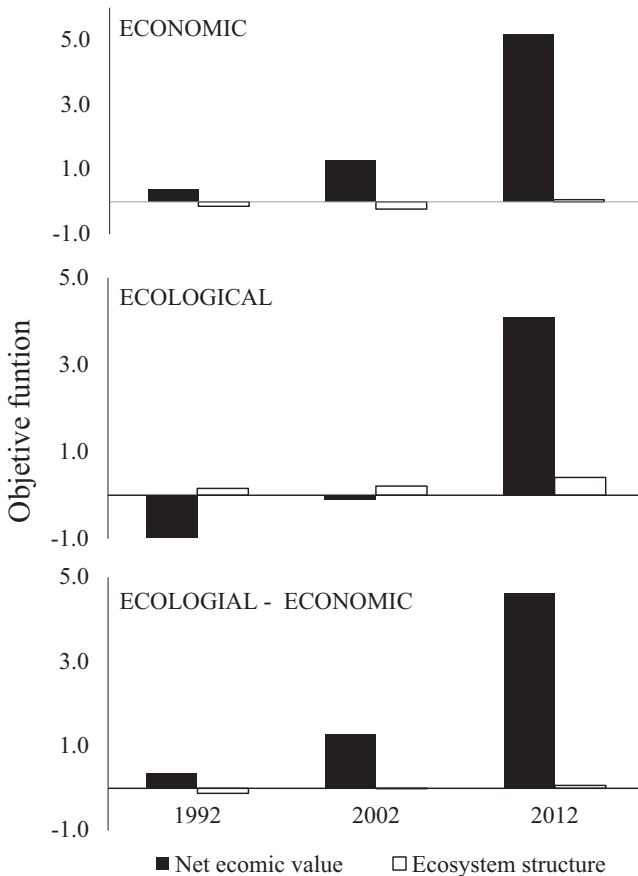 ECONOMIC
5.0
3.0
1.0
-1.0
ECOLOGICAL
5.0
3.0
1.0
-1.0
Objetive funtion
ECOLOGIAL - ECONOMIC
5.0
3.0
1.0
-1.0
1992 2002 2012
Net ecomic value Ecosystem structure